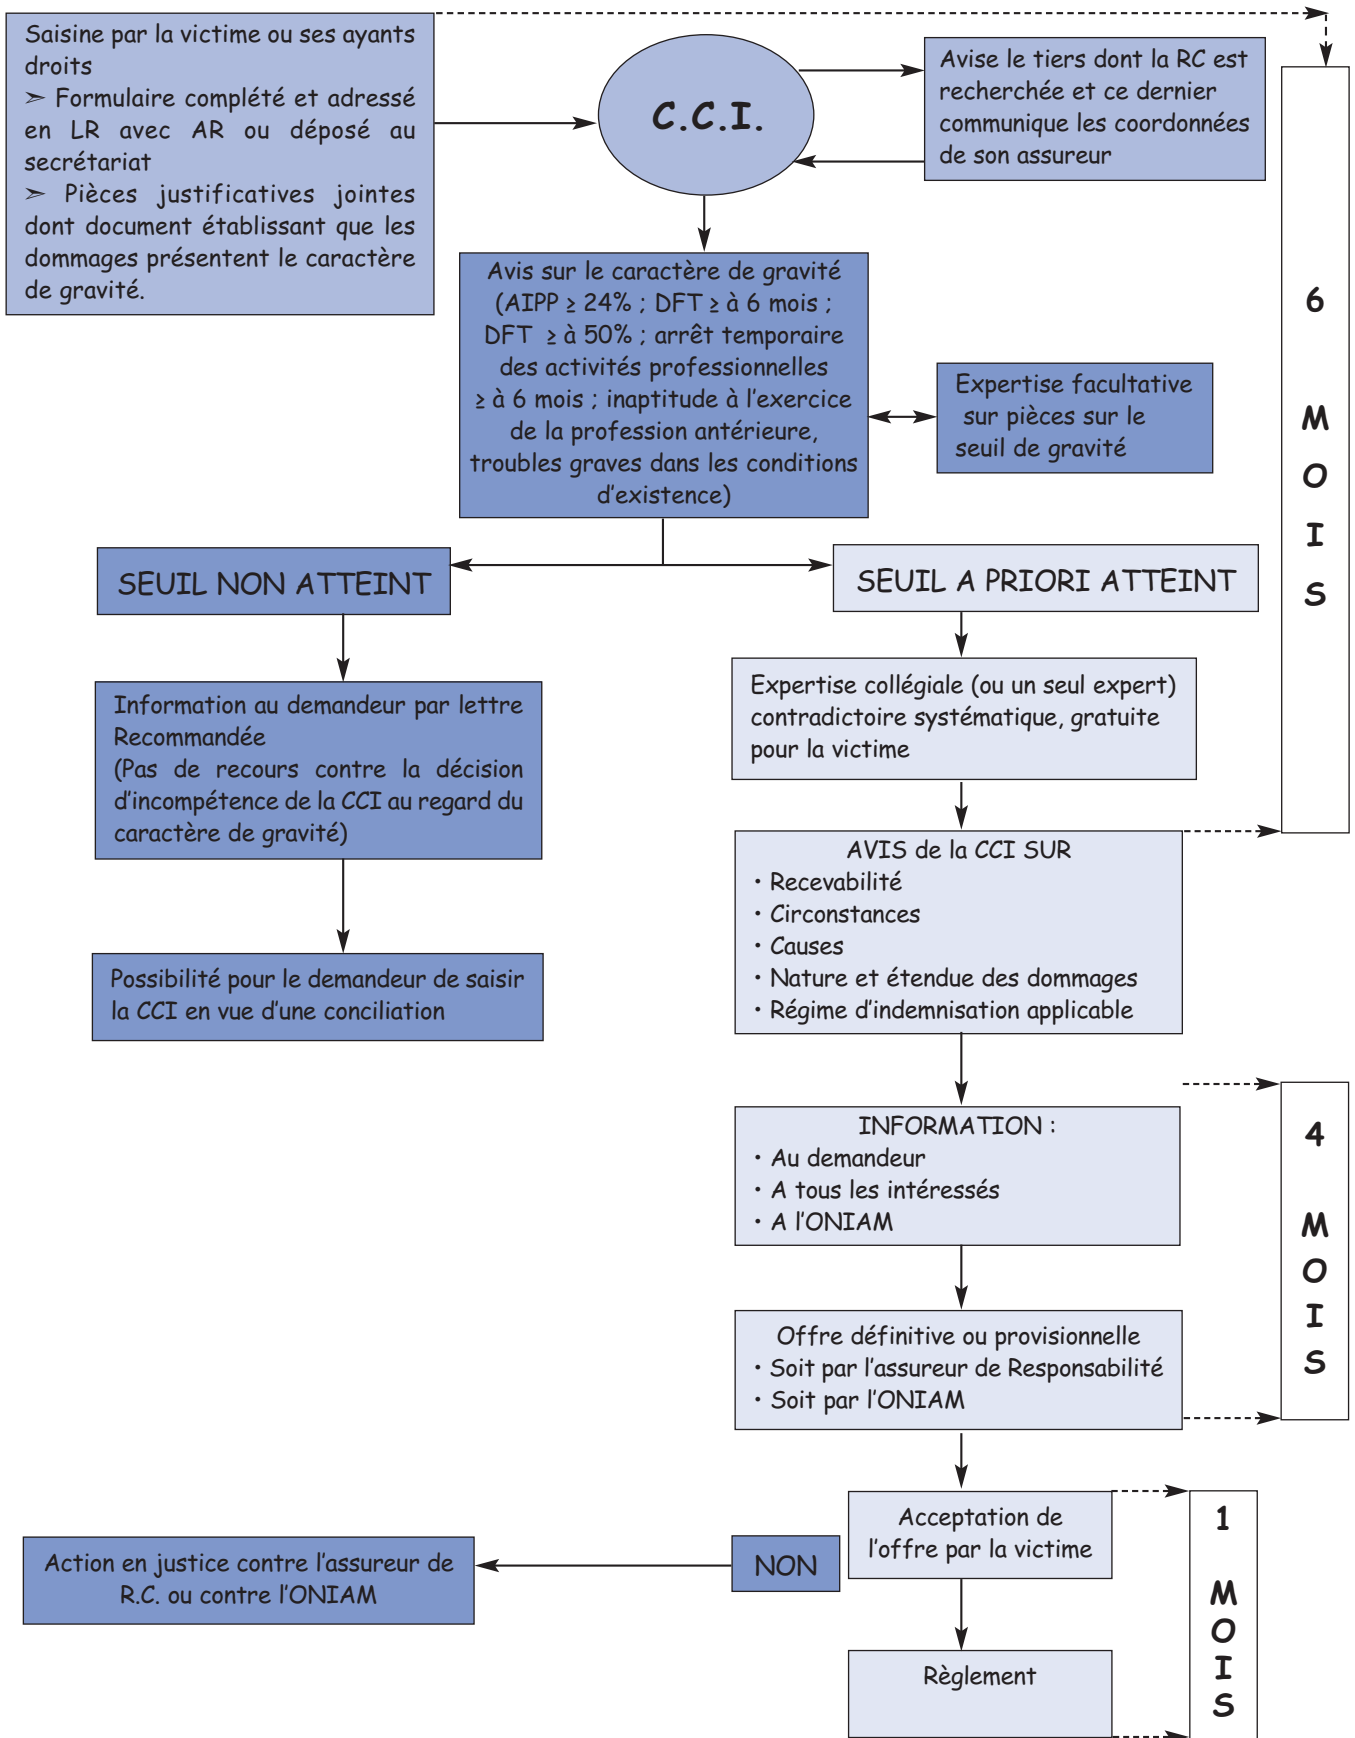 Saisine par la victime ou ses ayants
droits
➣ Formulaire complété et adressé
en LR avec AR ou déposé au
secrétariat
➣ Pièces justificatives jointes
dont document établissant que les
dommages présentent le caractère
de gravité.
C.C.I.
Avise le tiers dont la RC est
recherchée et ce dernier
communique les coordonnées
de son assureur
6
M
O
I
S
Avis sur le caractère de gravité
(AIPP ≥ 24% ; DFT ≥ à 6 mois ;
DFT ≥ à 50% ; arrêt temporaire
des activités professionnelles
≥ à 6 mois ; inaptitude à l'exercice
de la profession antérieure,
troubles graves dans les conditions
d'existence)
Expertise facultative
sur pièces sur le
seuil de gravité
SEUIL NON ATTEINT
SEUIL A PRIORI ATTEINT
Information au demandeur par lettre
Recommandée
(Pas de recours contre la décision
d'incompétence de la CCI au regard du
caractère de gravité)
Possibilité pour le demandeur de saisir
la CCI en vue d'une conciliation
Expertise collégiale (ou un seul expert)
contradictoire systématique, gratuite
pour la victime
AVIS de la CCI SUR
• Recevabilité
• Circonstances
• Causes
• Nature et étendue des dommages
• Régime d'indemnisation applicable
INFORMATION :
• Au demandeur
• A tous les intéressés
• A l'ONIAM
4
M
O
I
S
Offre définitive ou provisionnelle
• Soit par l'assureur de Responsabilité
• Soit par l'ONIAM
Acceptation de
l'offre par la victime
1
M
O
I
S
NON
Action en justice contre l'assureur de
R.C. ou contre l'ONIAM
Règlement